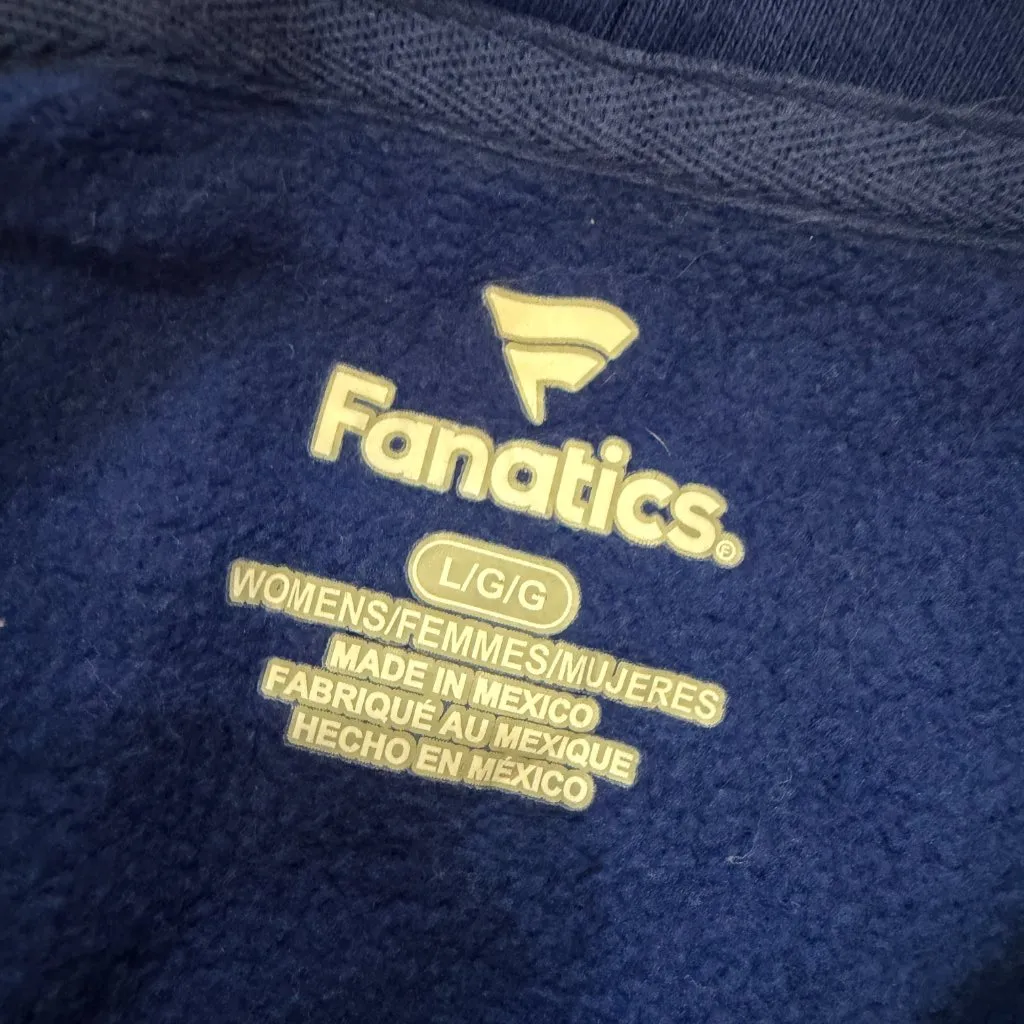 Fanatics®
L/G/G
WOMENS/FEMMES/MUJERES
MADE IN MEXICO
FABRIQUÉ AU MEXIQUE
HECHO EN MÉXICO